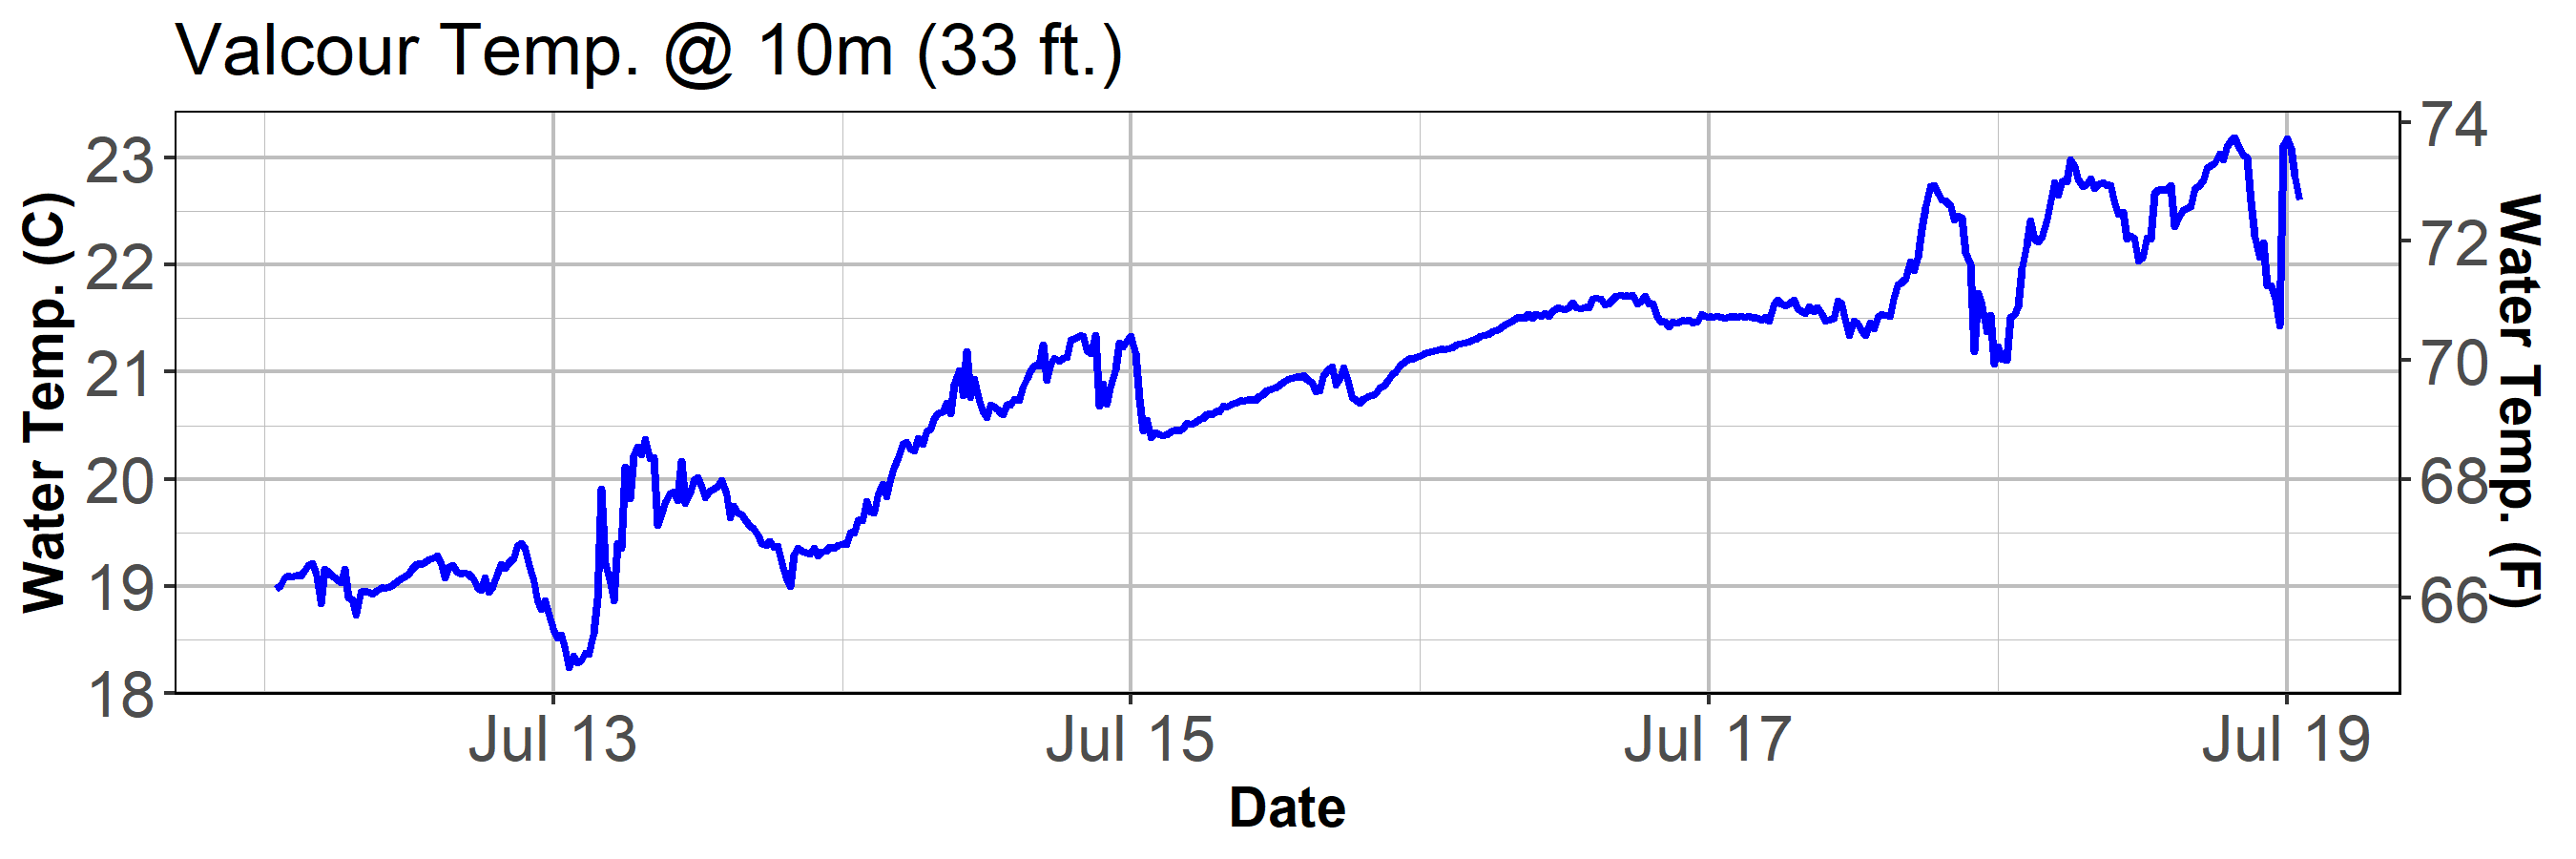 Valcour Temp. @ 10m (33 ft.)
Water Temp. (C)
23
22
21
20
19
18
74
72
70
68
66
Water Temp. (F)
Jul 13
Jul 15
Jul 17
Jul 19
Date